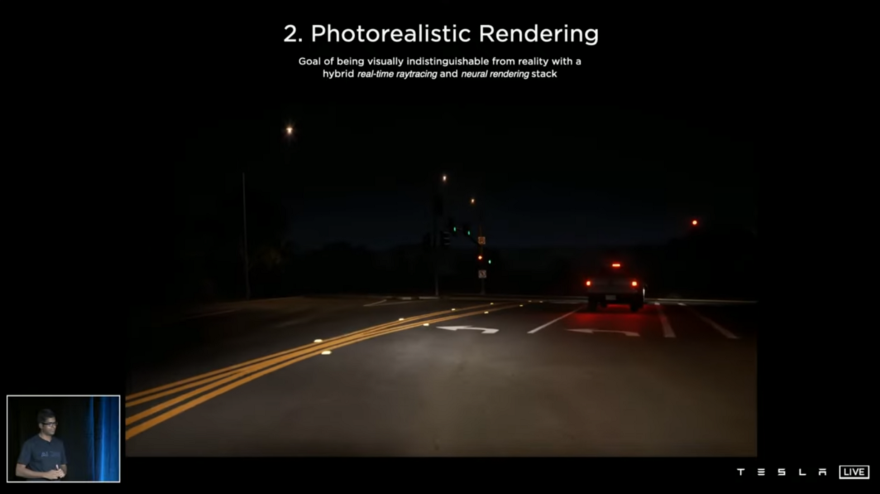 2. Photorealistic Rendering
Goal of being visually indistinguishable from reality with a
hybrid real-time raytracing and neural rendering stack
TESLA LIVE